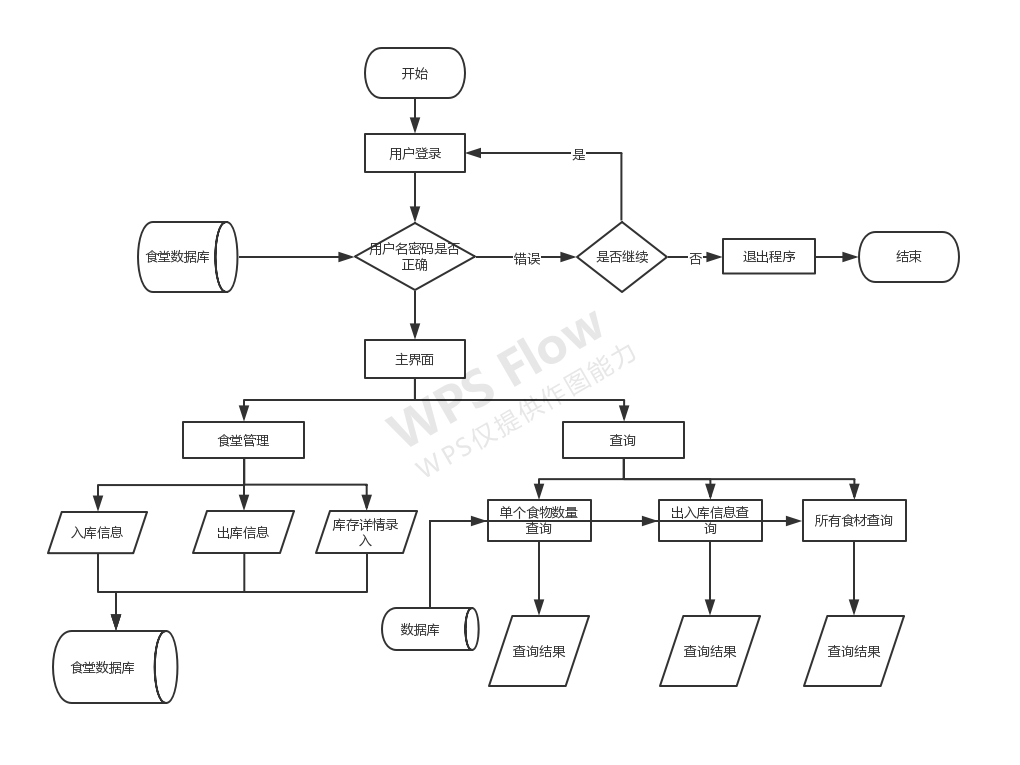 开始
用户登录
是
食堂数据库
用户名密码是否
正确
错误
是否继续
否
退出程序
结束
主界面
WPS Flow
WPS仅提供作图能力
食堂管理
查询
入库信息
出库信息
库存详情录
入
单个食物数量
查询
出入库信息查
询
所有食材查询
数据库
食堂数据库
查询结果
查询结果
查询结果